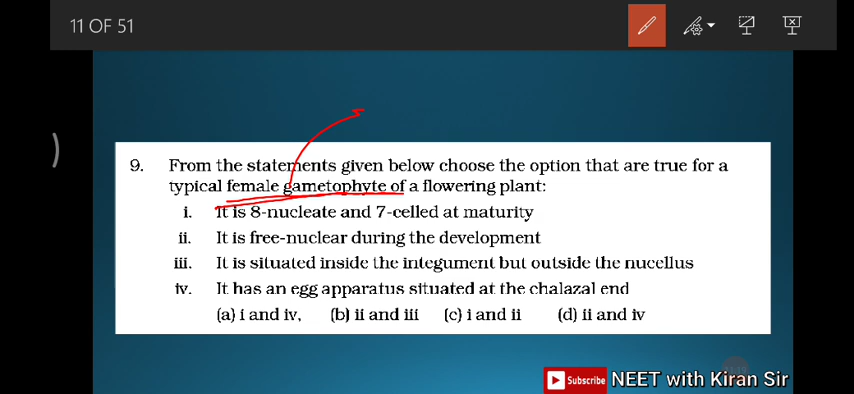 11 OF 51
9. From the statements given below choose the option that are true for a
typical female gametophyte of a flowering plant:
i. It is 8-nucleate and 7-celled at maturity
ii. It is free-nuclear during the development
iii. It is situated inside the integument but outside the nucellus
iv. It has an egg apparatus situated at the chalazal end
(a) i and iv, (b) ii and iii (c) i and ii (d) ii and iv
Subscribe NEET with Kiran Sir